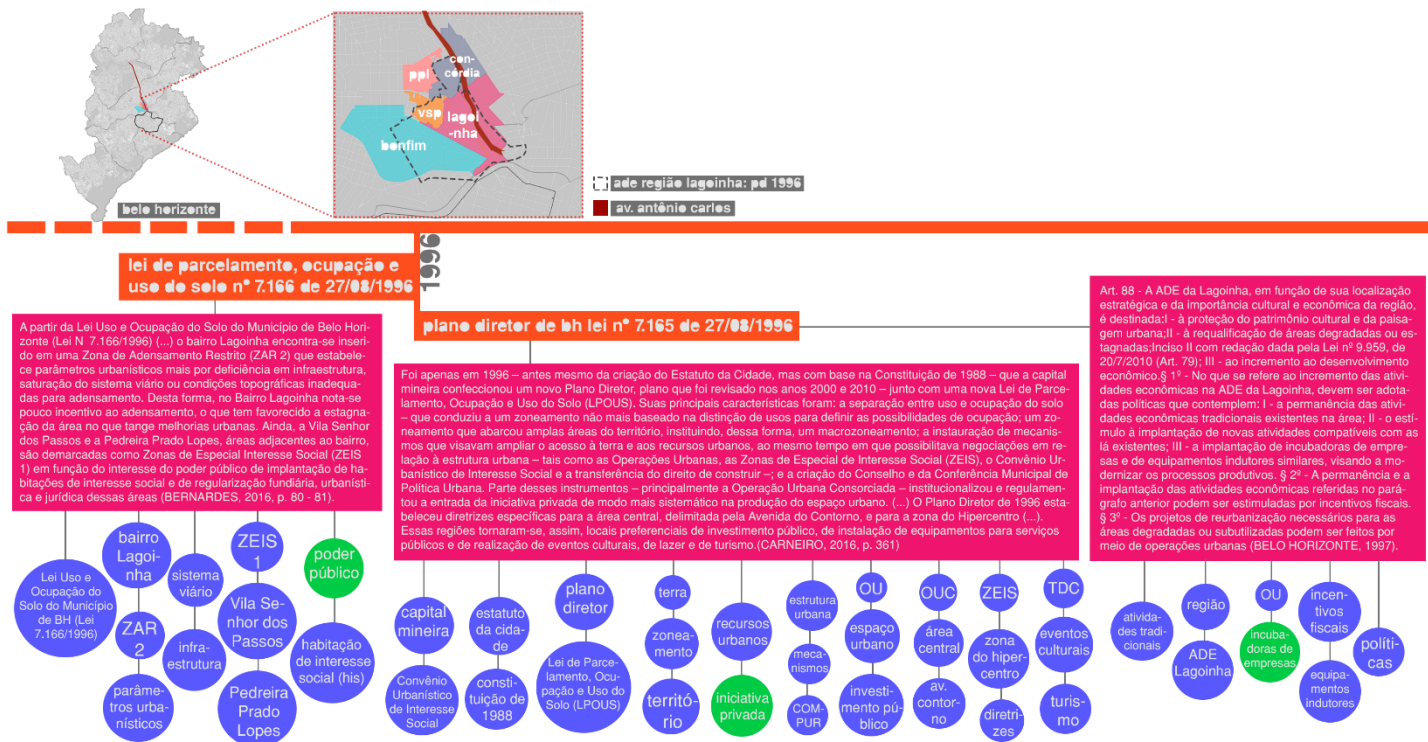 ppl
con-
córdia
vsp
lagoi
-nha
bonfim
belo horizonte
ade região lagoinha: pd 1996
av. antônio carlos
1996
lei de parcelamento, ocupação e
uso do solo n° 7.166 de 27/08/1996
plano diretor de bh lei n° 7.165 de 27/08/1996
A partir da Lei Uso e Ocupação do Solo do Município de Belo Hori-
zonte (Lei N 7.166/1996) (...) o bairro Lagoinha encontra-se inseri-
do em uma Zona de Adensamento Restrito (ZAR 2) que estabele-
ce parâmetros urbanísticos mais por deficiência em infraestrutura,
saturação do sistema viário ou condições topográficas inadequa-
das para adensamento. Desta forma, no Bairro Lagoinha nota-se
pouco incentivo ao adensamento, o que tem favorecido a estagna-
ção da área no que tange melhorias urbanas. Ainda, a Vila Senhor
dos Passos e a Pedreira Prado Lopes, áreas adjacentes ao bairro,
são demarcadas como Zonas de Especial Interesse Social (ZEIS
1) em função do interesse do poder público de implantação de ha-
bitações de interesse social e de regularização fundiária, urbanísti-
ca e jurídica dessas áreas (BERNARDES, 2016, p. 80 - 81).
Foi apenas em 1996 – antes mesmo da criação do Estatuto da Cidade, mas com base na Constituição de 1988 – que a capital
mineira confeccionou um novo Plano Diretor, plano que foi revisado nos anos 2000 e 2010 – junto com uma nova Lei de Parce-
lamento, Ocupação e Uso do Solo (LPOUS). Suas principais características foram: a separação entre uso e ocupação do solo
– que conduziu a um zoneamento não mais baseado na distinção de usos para definir as possibilidades de ocupação; um zo-
neamento que abarcou amplas áreas do território, instituindo, dessa forma, um macrozoneamento; a instauração de mecanis-
mos que visavam ampliar o acesso à terra e aos recursos urbanos, ao mesmo tempo em que possibilitava negociações em re-
lação à estrutura urbana – tais como as Operações Urbanas, as Zonas de Especial de Interesse Social (ZEIS), o Convênio Ur-
banístico de Interesse Social e a transferência do direito de construir –; e a criação do Conselho e da Conferência Municipal de
Política Urbana. Parte desses instrumentos – principalmente a Operação Urbana Consorciada – institucionalizou e regulamen-
tou a entrada da iniciativa privada de modo mais sistemático na produção do espaço urbano. (...) O Plano Diretor de 1996 esta-
beleceu diretrizes específicas para a área central, delimitada pela Avenida do Contorno, e para a zona do Hipercentro (...).
Essas regiões tornaram-se, assim, locais preferenciais de investimento público, de instalação de equipamentos para serviços
públicos e de realização de eventos culturais, de lazer e de turismo.(CARNEIRO, 2016, p. 361)
Art. 88 - A ADE da Lagoinha, em função de sua localização
estratégica e da importância cultural e econômica da região,
é destinada:I - à proteção do patrimônio cultural e da paisa-
gem urbana;II - à requalificação de áreas degradadas ou es-
tagnadas;Inciso II com redação dada pela Lei nº 9.959, de
20/7/2010 (Art. 79); III - ao incremento ao desenvolvimento
econômico.§ 1º - No que se refere ao incremento das ativi-
dades econômicas na ADE da Lagoinha, devem ser adota-
das políticas que contemplem: I - a permanência das ativi-
dades econômicas tradicionais existentes na área; II - o estí-
mulo à implantação de novas atividades compatíveis com as
lá existentes; III - a implantação de incubadoras de empre-
sas e de equipamentos indutores similares, visando a mo-
dernizar os processos produtivos. § 2º - A permanência e a
implantação das atividades econômicas referidas no pará-
grafo anterior podem ser estimuladas por incentivos fiscais.
§ 3º - Os projetos de reurbanização necessários para as
áreas degradadas ou subutilizadas podem ser feitos por
meio de operações urbanas (BELO HORIZONTE, 1997).
Lei Uso e
Ocupação do
Solo do Município
de BH (Lei
7.166/1996)
bairro
Lagoi-
nha
ZAR
2
parâme-
tros urba-
nísticos
sistema
viário
infra-
estrutura
ZEIS
1
Vila Se-
nhor dos
Passos
Pedreira
Prado
Lopes
poder
público
habitação
de interesse
social (his)
capital
mineira
Convênio
Urbanístico
de Interesse
Social
estatuto
da cida-
de
consti-
tuição de
1988
plano
diretor
Lei de Parce-
lamento, Ocu-
pação e Uso do
Solo (LPOUS)
terra
zone-
amento
territó-
rio
recursos
urbanos
iniciativa
privada
estrutura
urbana
meca-
nismos
COM-
PUR
OU
espaço
urbano
investi-
mento pú-
blico
OUC
área
central
av.
contor-
no
ZEIS
zona
do hiper-
centro
diretri-
zes
TDC
eventos
culturais
turis-
mo
ativida-
des tradi-
cionais
região
ADE
Lagoinha
OU
incuba-
doras de
empresas
incen-
tivos
fiscais
equipa-
mentos
indutores
políti-
cas